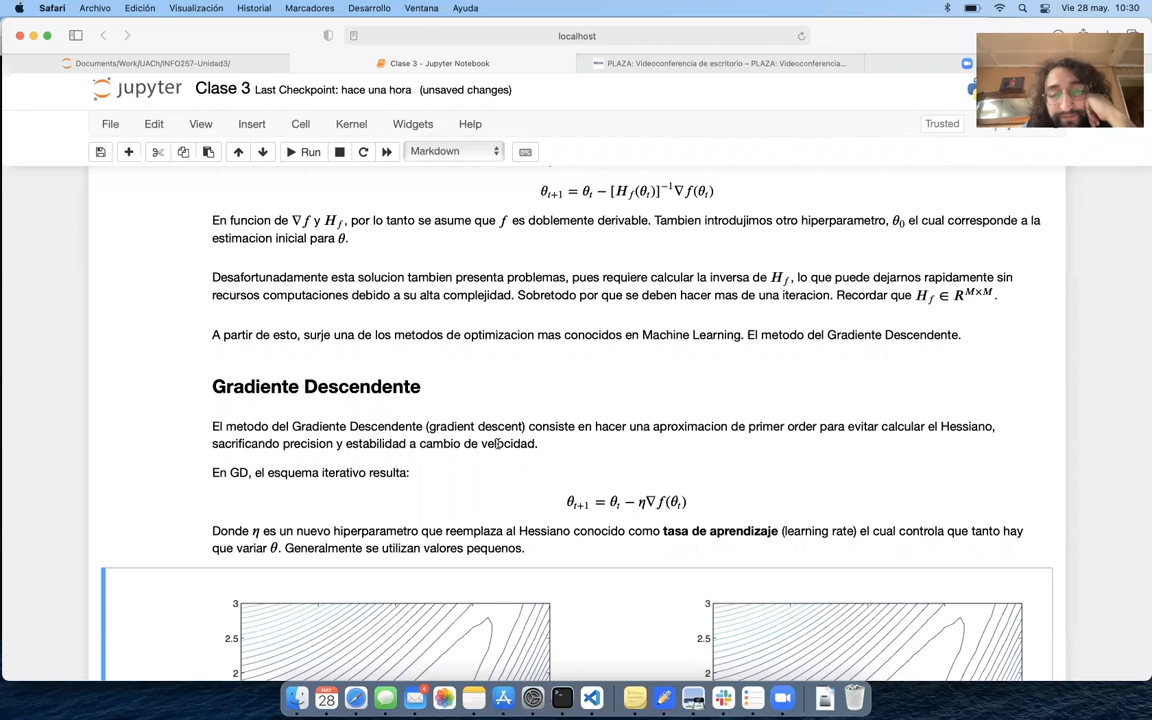 Safari Archivo Edición Visualización Historial Marcadores Desarrollo Ventana Ayuda Vie 28 may. 10:30
localhost
Documents/Work/UACh/INFO257-Unidad3/ Clase 3 - Jupyter Notebook PLAZA: Videoconferencia de escritorio – PLAZA: Videoconferencia...
jupyter Clase 3 Last Checkpoint: hace una hora (unsaved changes)
File Edit View Insert Cell Kernel Widgets Help Trusted
Run Markdown
θₜ₊₁ = θₜ − [H_f(θₜ)]⁻¹∇f(θₜ)
En funcion de ∇f y H_f, por lo tanto se asume que f es doblemente derivable. Tambien introdujimos otro hiperparametro, θ₀ el cual corresponde a la
estimacion inicial para θ.
Desafortunadamente esta solucion tambien presenta problemas, pues requiere calcular la inversa de H_f, lo que puede dejarnos rapidamente sin
recursos computaciones debido a su alta complejidad. Sobretodo por que se deben hacer mas de una iteracion. Recordar que H_f ∈ R^{M×M}.
A partir de esto, surje una de los metodos de optimizacion mas conocidos en Machine Learning. El metodo del Gradiente Descendente.
Gradiente Descendente
El metodo del Gradiente Descendente (gradient descent) consiste en hacer una aproximacion de primer order para evitar calcular el Hessiano,
sacrificando precision y estabilidad a cambio de velocidad.
En GD, el esquema iterativo resulta:
θₜ₊₁ = θₜ − η∇f(θₜ)
Donde η es un nuevo hiperparametro que reemplaza al Hessiano conocido como tasa de aprendizaje (learning rate) el cual controla que tanto hay
que variar θ. Generalmente se utilizan valores pequenos.
3 3
2.5 2.5
2 2
MAY.
28
4